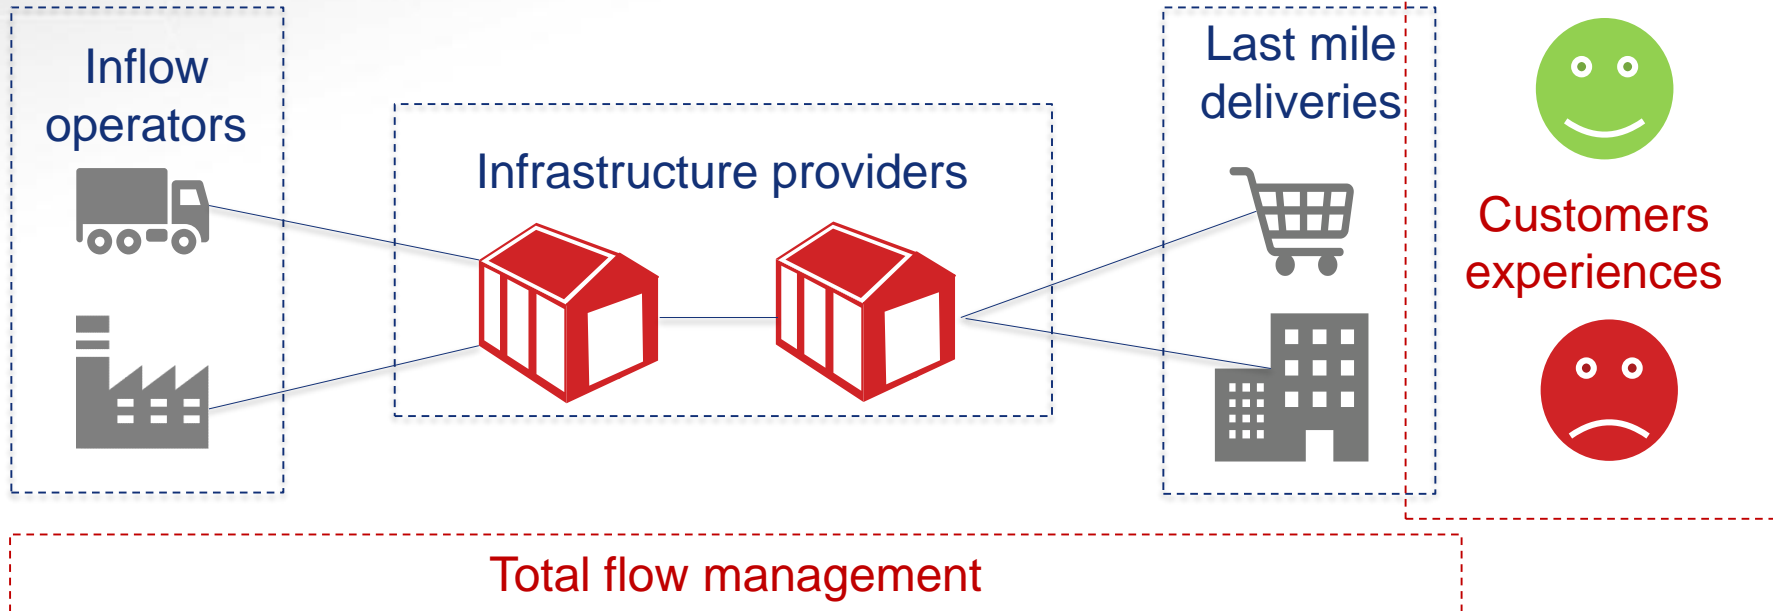 Inflow
operators
Infrastructure providers
Last mile
deliveries
Customers
experiences
Total flow management